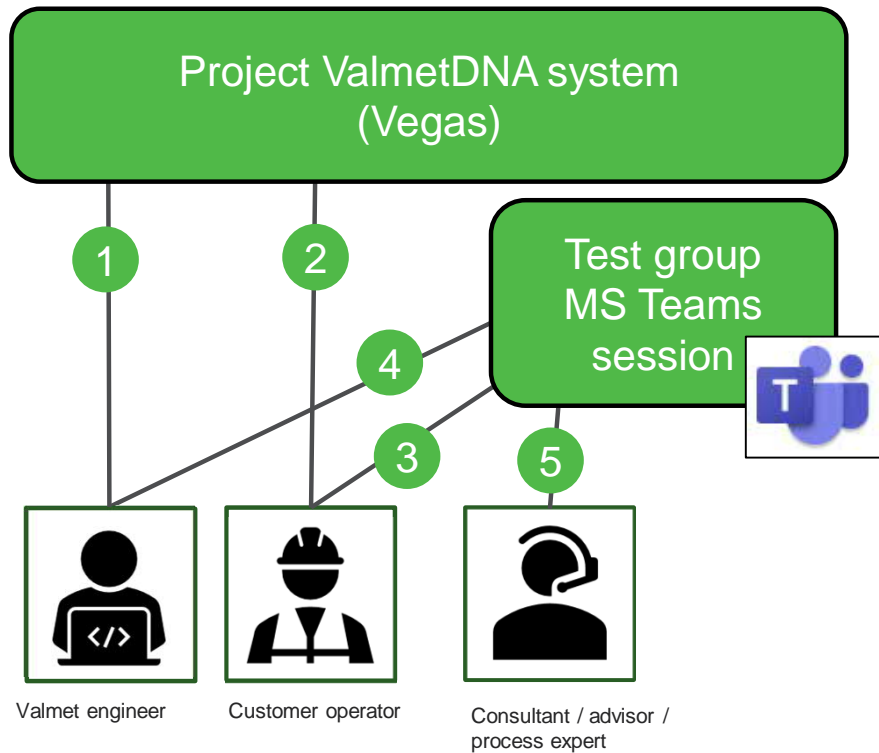 Project ValmetDNA system
(Vegas)
1
2
Test group
MS Teams
session
T
4
3
5
</>
Valmet engineer
Customer operator
Consultant / advisor /
process expert